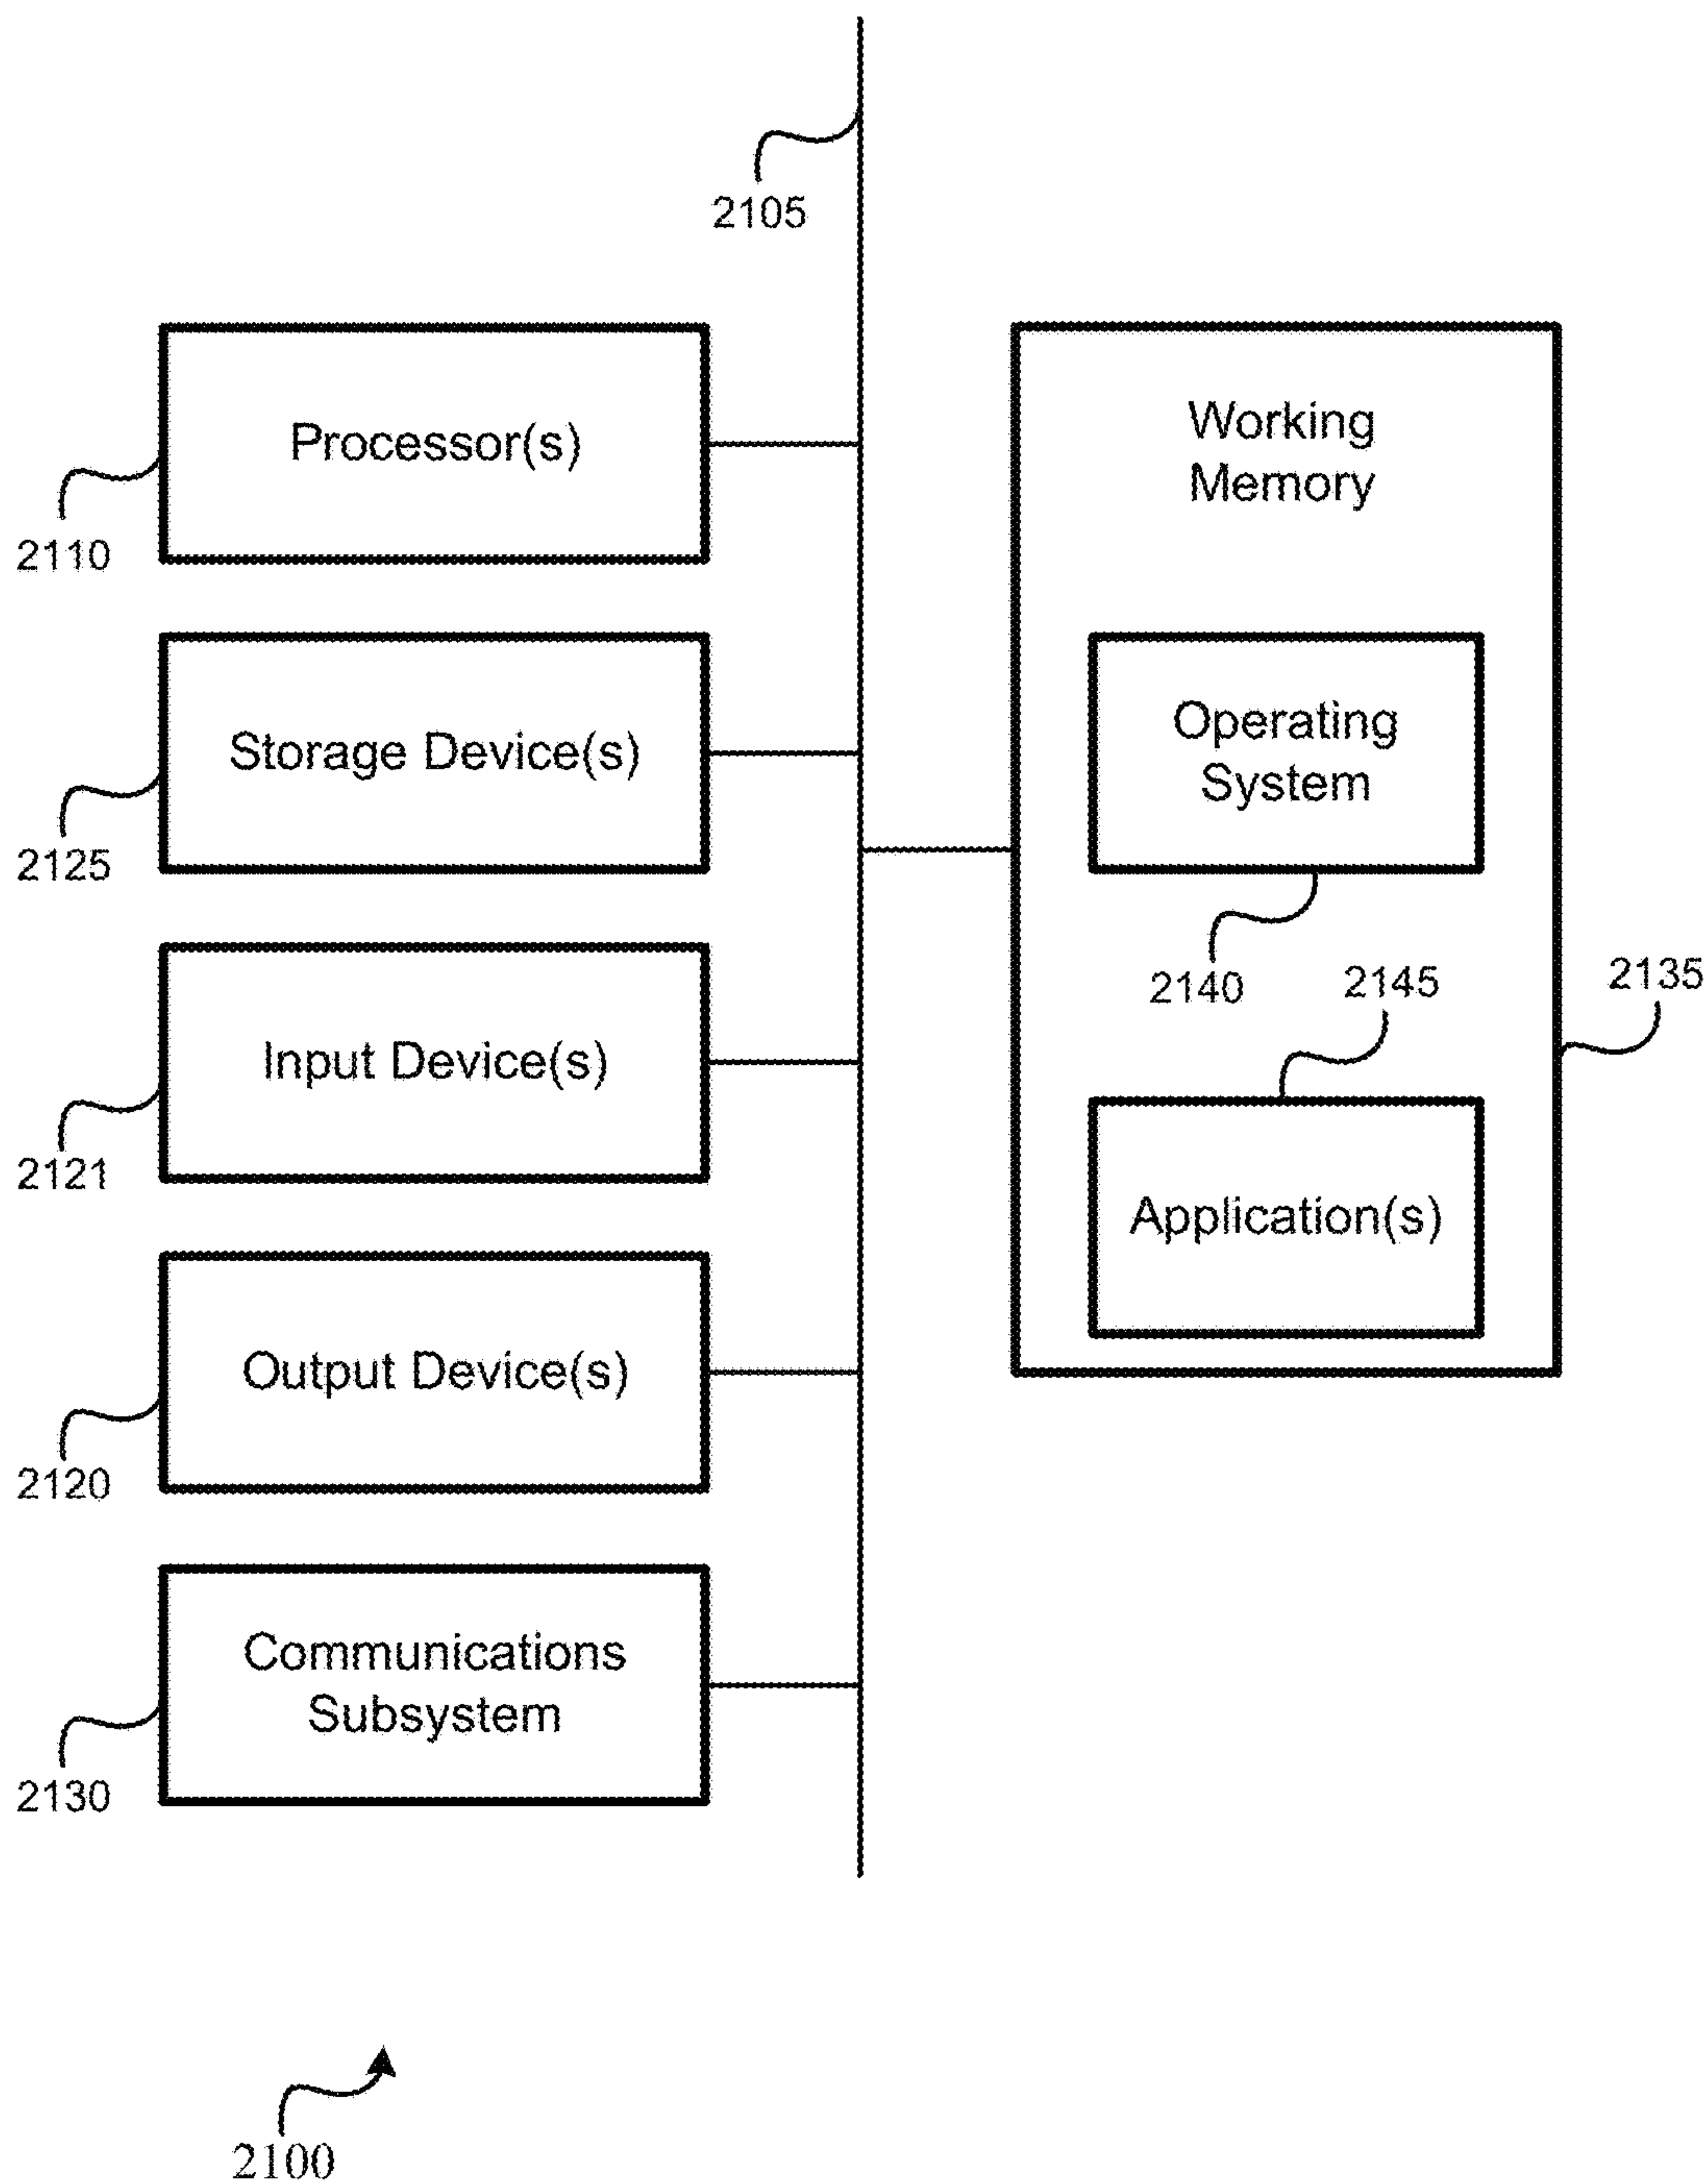 2105
Processor(s)
2110
Storage Device(s)
2125
Input Device(s)
2121
Output Device(s)
2120
Communications
Subsystem
2130
Working
Memory
Operating
System
2140
2145
2135
Application(s)
2100